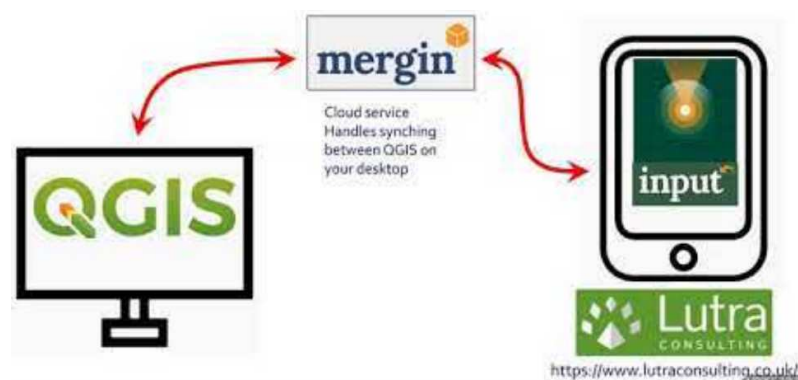 mergin
Cloud service
Handles synching
between QGIS on
your desktop
QGIS
input
Lutra
CONSULTING
https://www.lutraconsulting.co.uk/